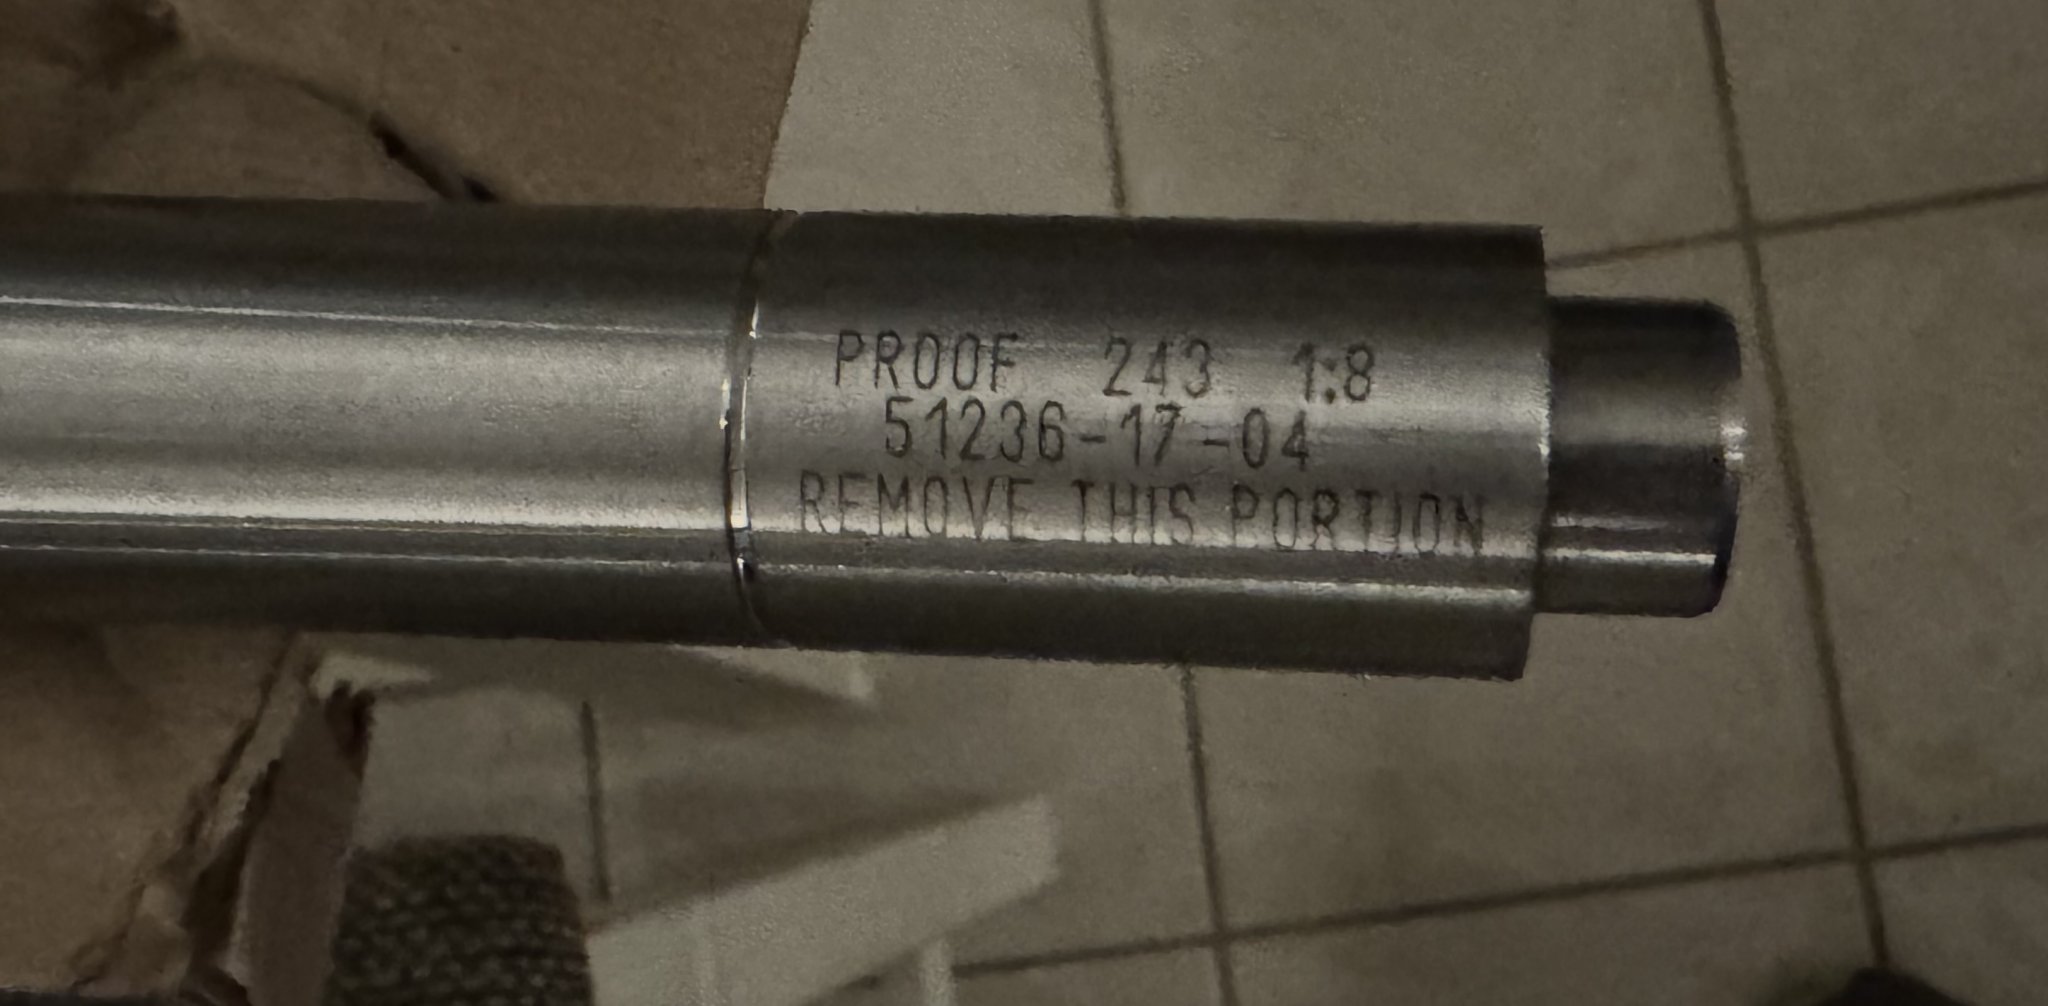 PROOF 243 1:8
51236-17-04
REMOVE THIS PORTION